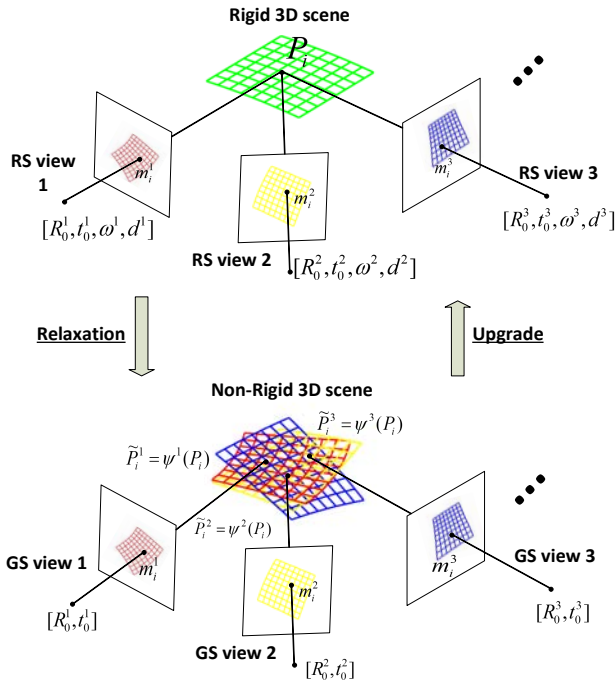 Rigid 3D scene
P_i
RS view 1
m_i^1
[R_0^1, t_0^1, ω^1, d^1]
m_i^2
RS view 2
[R_0^2, t_0^2, ω^2, d^2]
m_i^3
RS view 3
[R_0^3, t_0^3, ω^3, d^3]
Relaxation
Upgrade
Non-Rigid 3D scene
P̃_i^1 = ψ^1(P_i)
P̃_i^3 = ψ^3(P_i)
P̃_i^2 = ψ^2(P_i)
GS view 1
m_i^1
[R_0^1, t_0^1]
m_i^2
GS view 2
[R_0^2, t_0^2]
m_i^3
GS view 3
[R_0^3, t_0^3]